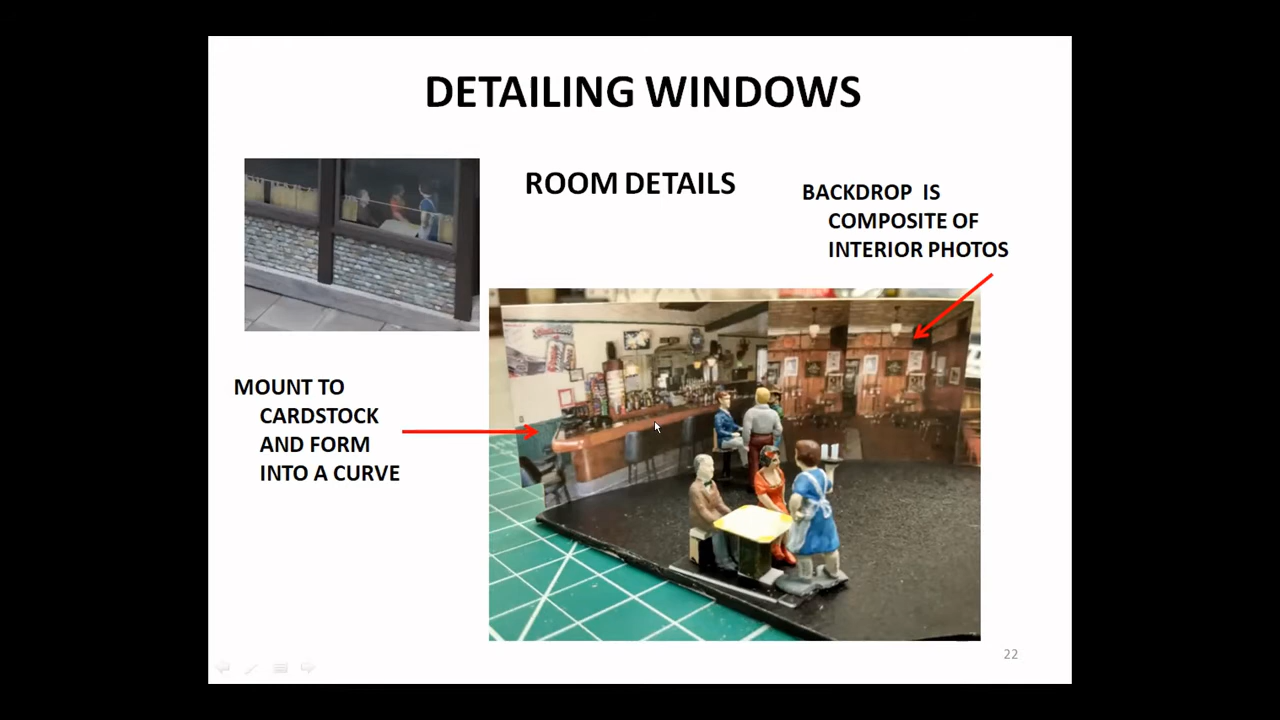 DETAILING WINDOWS
ROOM DETAILS
BACKDROP IS
COMPOSITE OF
INTERIOR PHOTOS
MOUNT TO
CARDSTOCK
AND FORM
INTO A CURVE
22